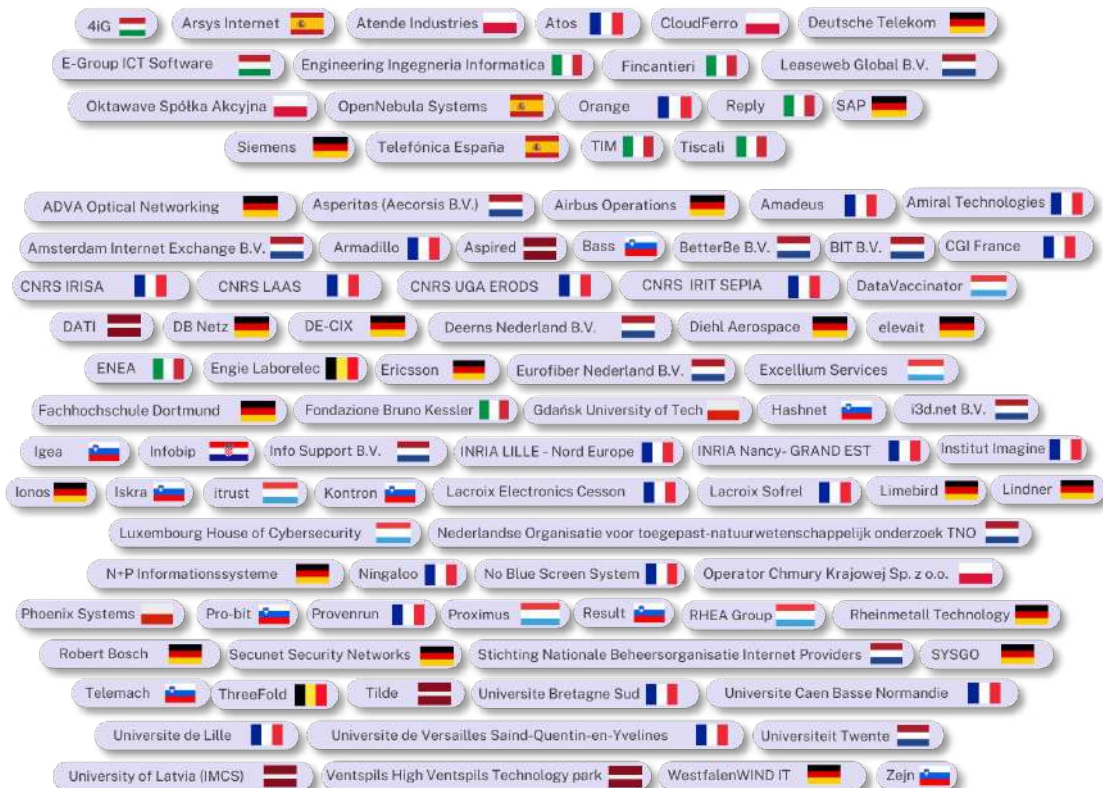 4iG Arsys Internet Atende Industries Atos CloudFerro Deutsche Telekom
E-Group ICT Software Engineering Ingegneria Informatica Fincantieri Leaseweb Global B.V.
Oktawave Spółka Akcyjna OpenNebula Systems Orange Reply SAP
Siemens Telefónica España TIM Tiscali
ADVA Optical Networking Asperitas (Aecorsis B.V.) Airbus Operations Amadeus Amiral Technologies
Amsterdam Internet Exchange B.V. Armadillo Aspired Bass BetterBe B.V. BIT B.V. CGI France
CNRS IRISA CNRS LAAS CNRS UGA ERODS CNRS IRIT SEPIA DataVaccinator
DATI DB Netz DE-CIX Deerns Nederland B.V. Diehl Aerospace elevait
ENEA Engie Laborelec Ericsson Eurofiber Nederland B.V. Excellium Services
Fachhochschule Dortmund Fondazione Bruno Kessler Gdańsk University of Tech Hashnet i3d.net B.V.
Igea Infobip Info Support B.V. INRIA LILLE - Nord Europe INRIA Nancy- GRAND EST Institut Imagine
Ionos Iskra itrust Kontron Lacroix Electronics Cesson Lacroix Sofrel Limebird Lindner
Luxembourg House of Cybersecurity Nederlandse Organisatie voor toegepast-natuurwetenschappelijk onderzoek TNO
N+P Informationssysteme Ningaloo No Blue Screen System Operator Chmury Krajowej Sp. z o.o.
Phoenix Systems Pro-bit Provenrun Proximus Result RHEA Group Rheinmetall Technology
Robert Bosch Secunet Security Networks Stichting Nationale Beheersorganisatie Internet Providers SYSGO
Telemach ThreeFold Tilde Universite Bretagne Sud Universite Caen Basse Normandie
Universite de Lille Universite de Versailles Saind-Quentin-en-Yvelines Universiteit Twente
University of Latvia (IMCS) Ventspils High Ventspils Technology park WestfalenWIND IT Zejn